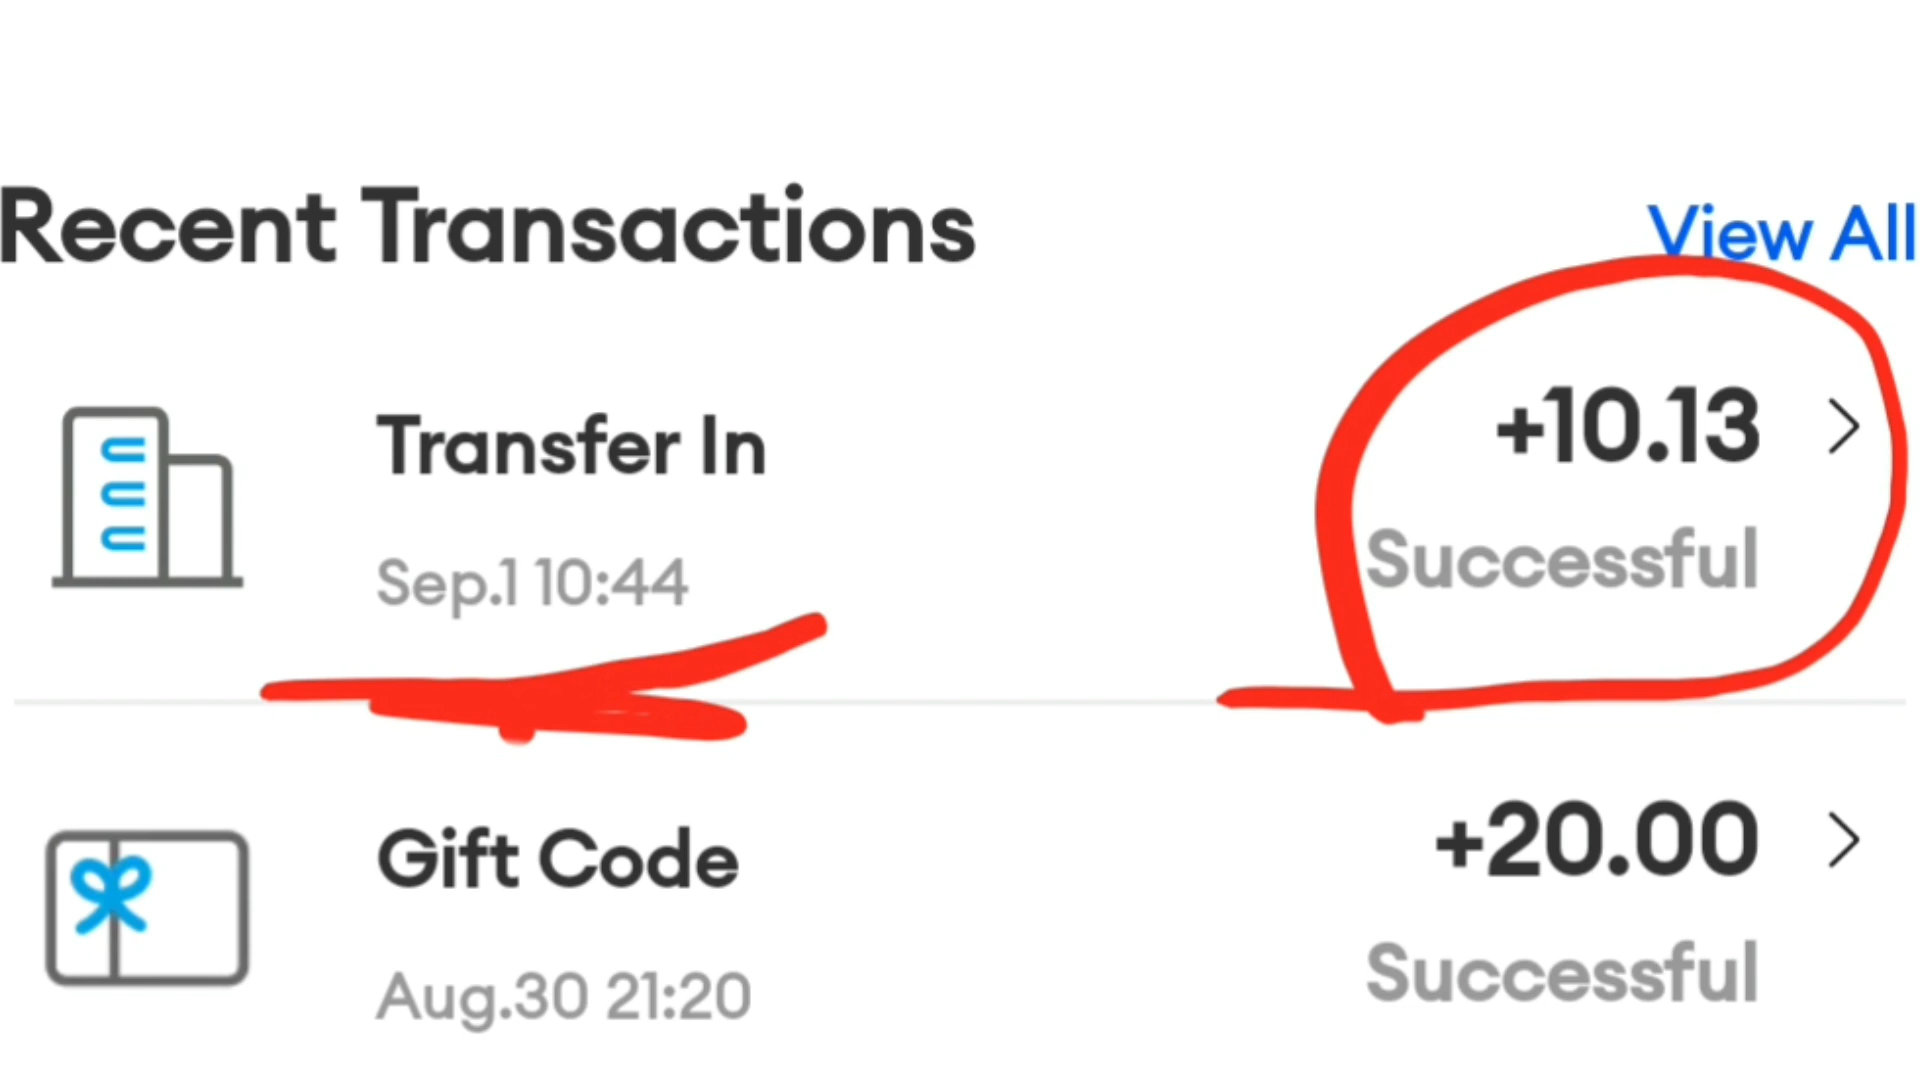 Recent Transactions
View All
Transfer In
+10.13
Sep.1 10:44
Successful
Gift Code
+20.00
Aug.30 21:20
Successful